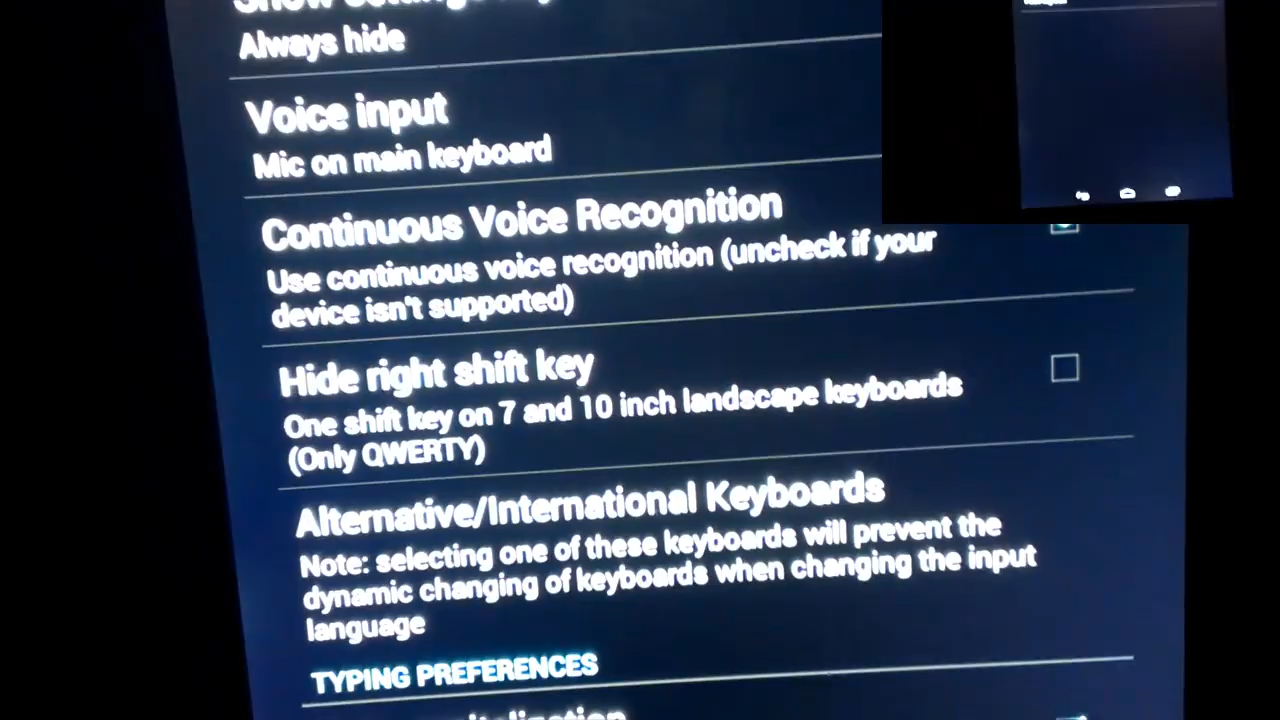 Always hide
Voice input
Mic on main keyboard
Continuous Voice Recognition
Use continuous voice recognition (uncheck if your
device isn't supported)
Hide right shift key
One shift key on 7 and 10 inch landscape keyboards
(Only QWERTY)
Alternative/International Keyboards
Note: selecting one of these keyboards will prevent the
dynamic changing of keyboards when changing the input
language
TYPING PREFERENCES